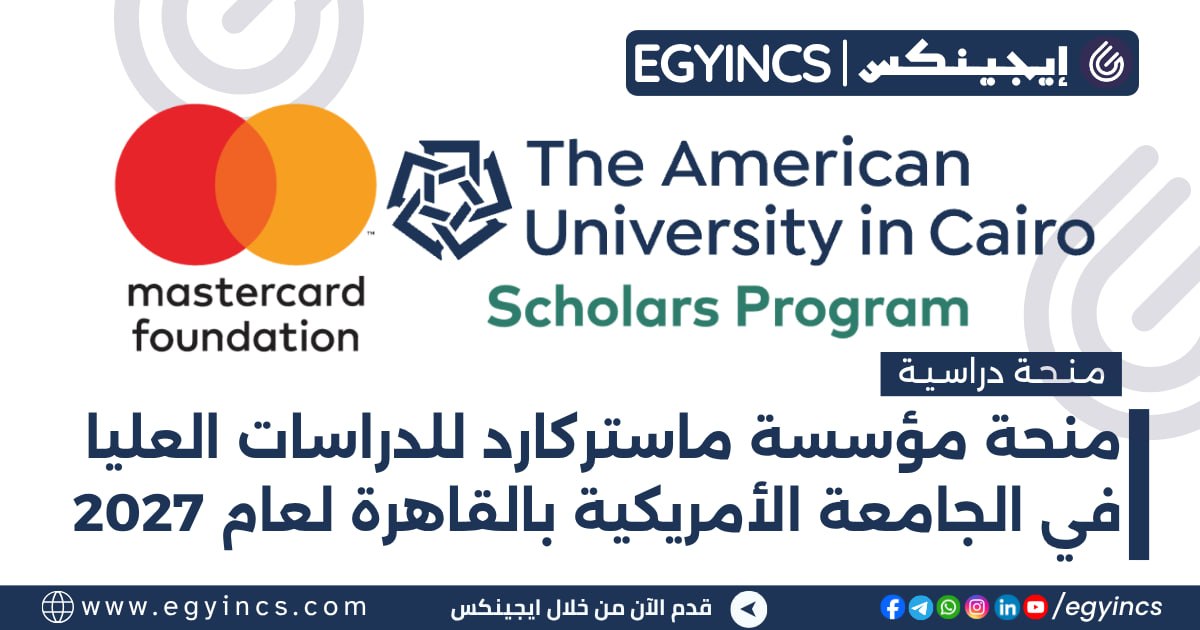 EGYINCS | إيجينكس
mastercard
foundation
™
The American
University in Cairo
Scholars Program
منحة دراسية
منحة مؤسسة ماستركارد للدراسات العليا
في الجامعة الأمريكية بالقاهرة لعام 2027
www.egyincs.com
قدم الآن من خلال ايجينكس
/egyincs